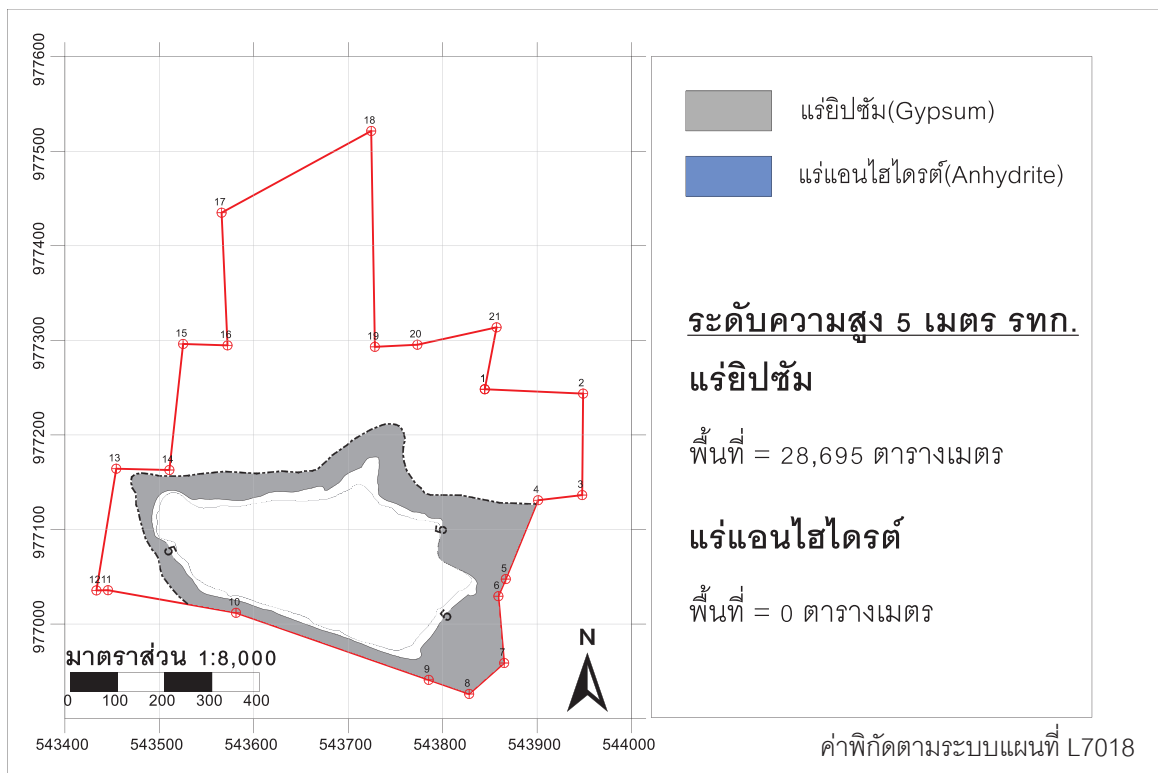 977600
977500
977400
977300
977200
977100
977000
18
17
21
15
16
19
20
1
2
13
14
4
3
5
5
5
6
12
11
10
5
7
9
8
N
มาตราส่วน 1:8,000
0 100 200 300 400
543400 543500 543600 543700 543800 543900 544000
แร่ยิปซัม(Gypsum)
แร่แอนไฮไดรต์(Anhydrite)
ระดับความสูง 5 เมตร รทก.
แร่ยิปซัม
พื้นที่ = 28,695 ตารางเมตร
แร่แอนไฮไดรต์
พื้นที่ = 0 ตารางเมตร
ค่าพิกัดตามระบบแผนที่ L7018